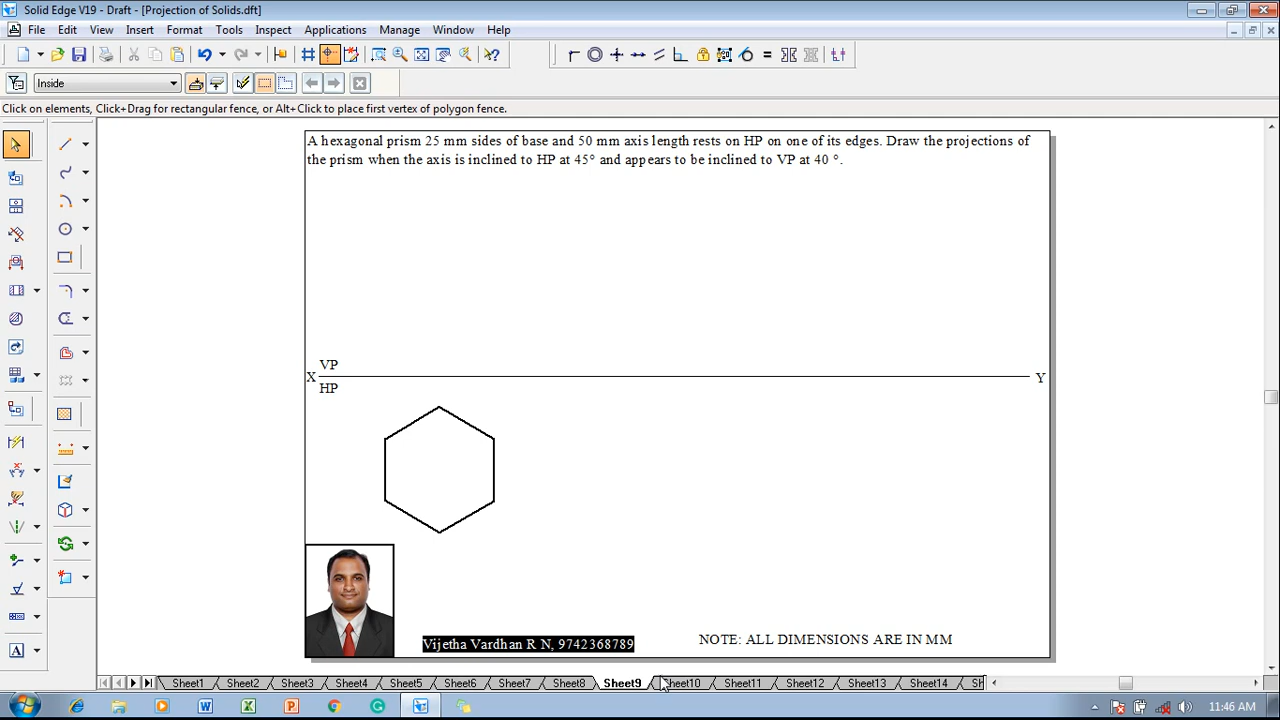 Solid Edge V19 - Draft - [Projection of Solids.dft]
File Edit View Insert Format Tools Inspect Applications Manage Window Help
Inside
Click on elements, Click+Drag for rectangular fence, or Alt+Click to place first vertex of polygon fence.
A hexagonal prism 25 mm sides of base and 50 mm axis length rests on HP on one of its edges. Draw the projections of
the prism when the axis is inclined to HP at 45° and appears to be inclined to VP at 40 °.
VP
X Y
HP
Vijetha Vardhan R N, 9742368789
NOTE: ALL DIMENSIONS ARE IN MM
Sheet1 Sheet2 Sheet3 Sheet4 Sheet5 Sheet6 Sheet7 Sheet8 Sheet9 Sheet10 Sheet11 Sheet12 Sheet13 Sheet14 Sl
11:46 AM